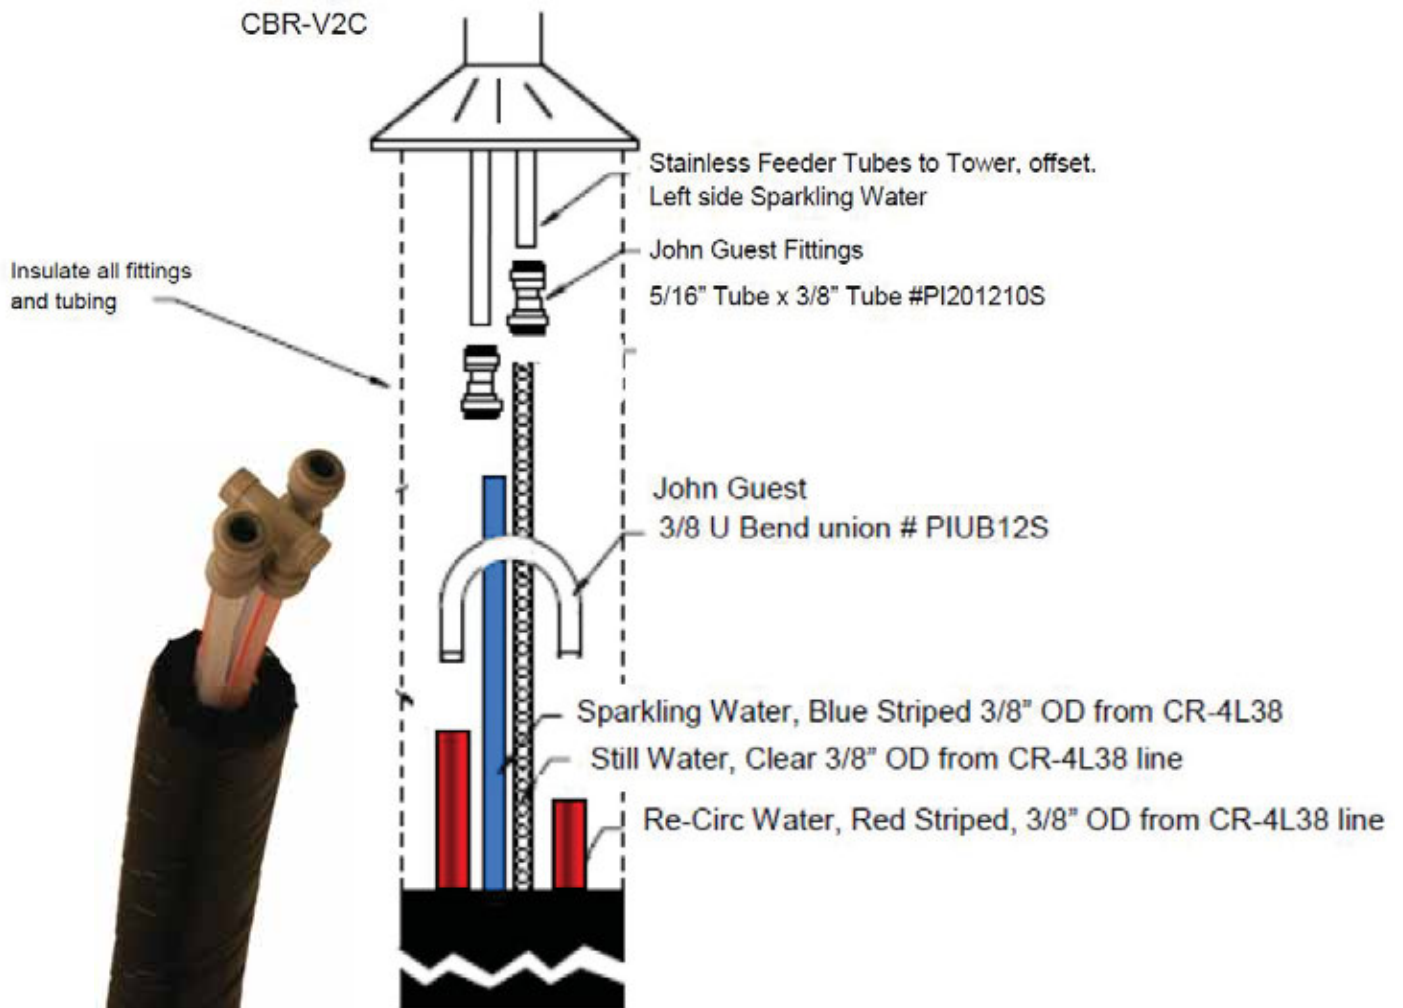 CBR-V2C
Stainless Feeder Tubes to Tower, offset.
Left side Sparkling Water
John Guest Fittings
5/16” Tube x 3/8” Tube #PI201210S
Insulate all fittings
and tubing
John Guest
3/8 U Bend union # PIUB12S
Sparkling Water, Blue Striped 3/8” OD from CR-4L38
Still Water, Clear 3/8” OD from CR-4L38 line
Re-Circ Water, Red Striped, 3/8” OD from CR-4L38 line